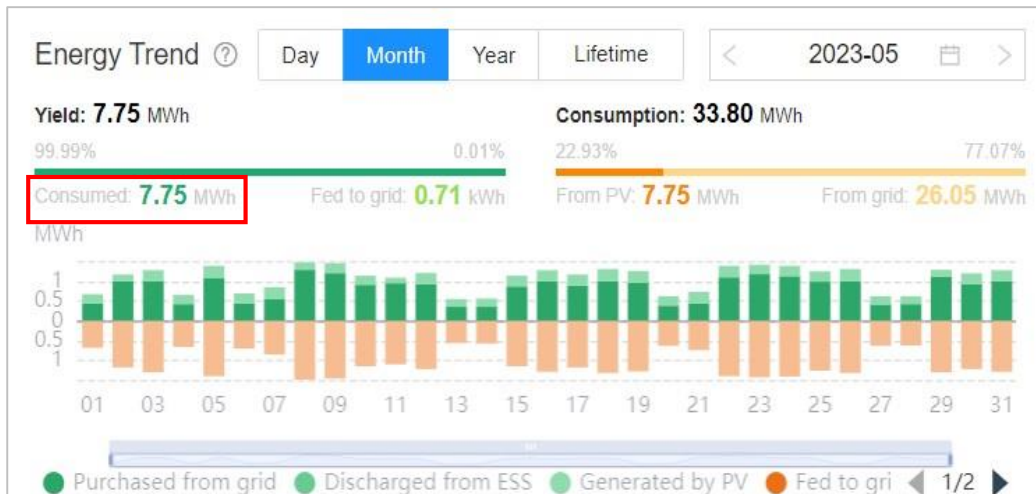 Energy Trend ? Day Month Year Lifetime < 2023-05 >
Yield: 7.75 MWh Consumption: 33.80 MWh
99.99% 0.01% 22.93% 77.07%
Consumed: 7.75 MWh Fed to grid: 0.71 kWh From PV: 7.75 MWh From grid: 26.05 MWh
MWh
1
0.5
0
0.5
1
01 03 05 07 09 11 13 15 17 19 21 23 25 27 29 31
Purchased from grid Discharged from ESS Generated by PV Fed to gri 1/2